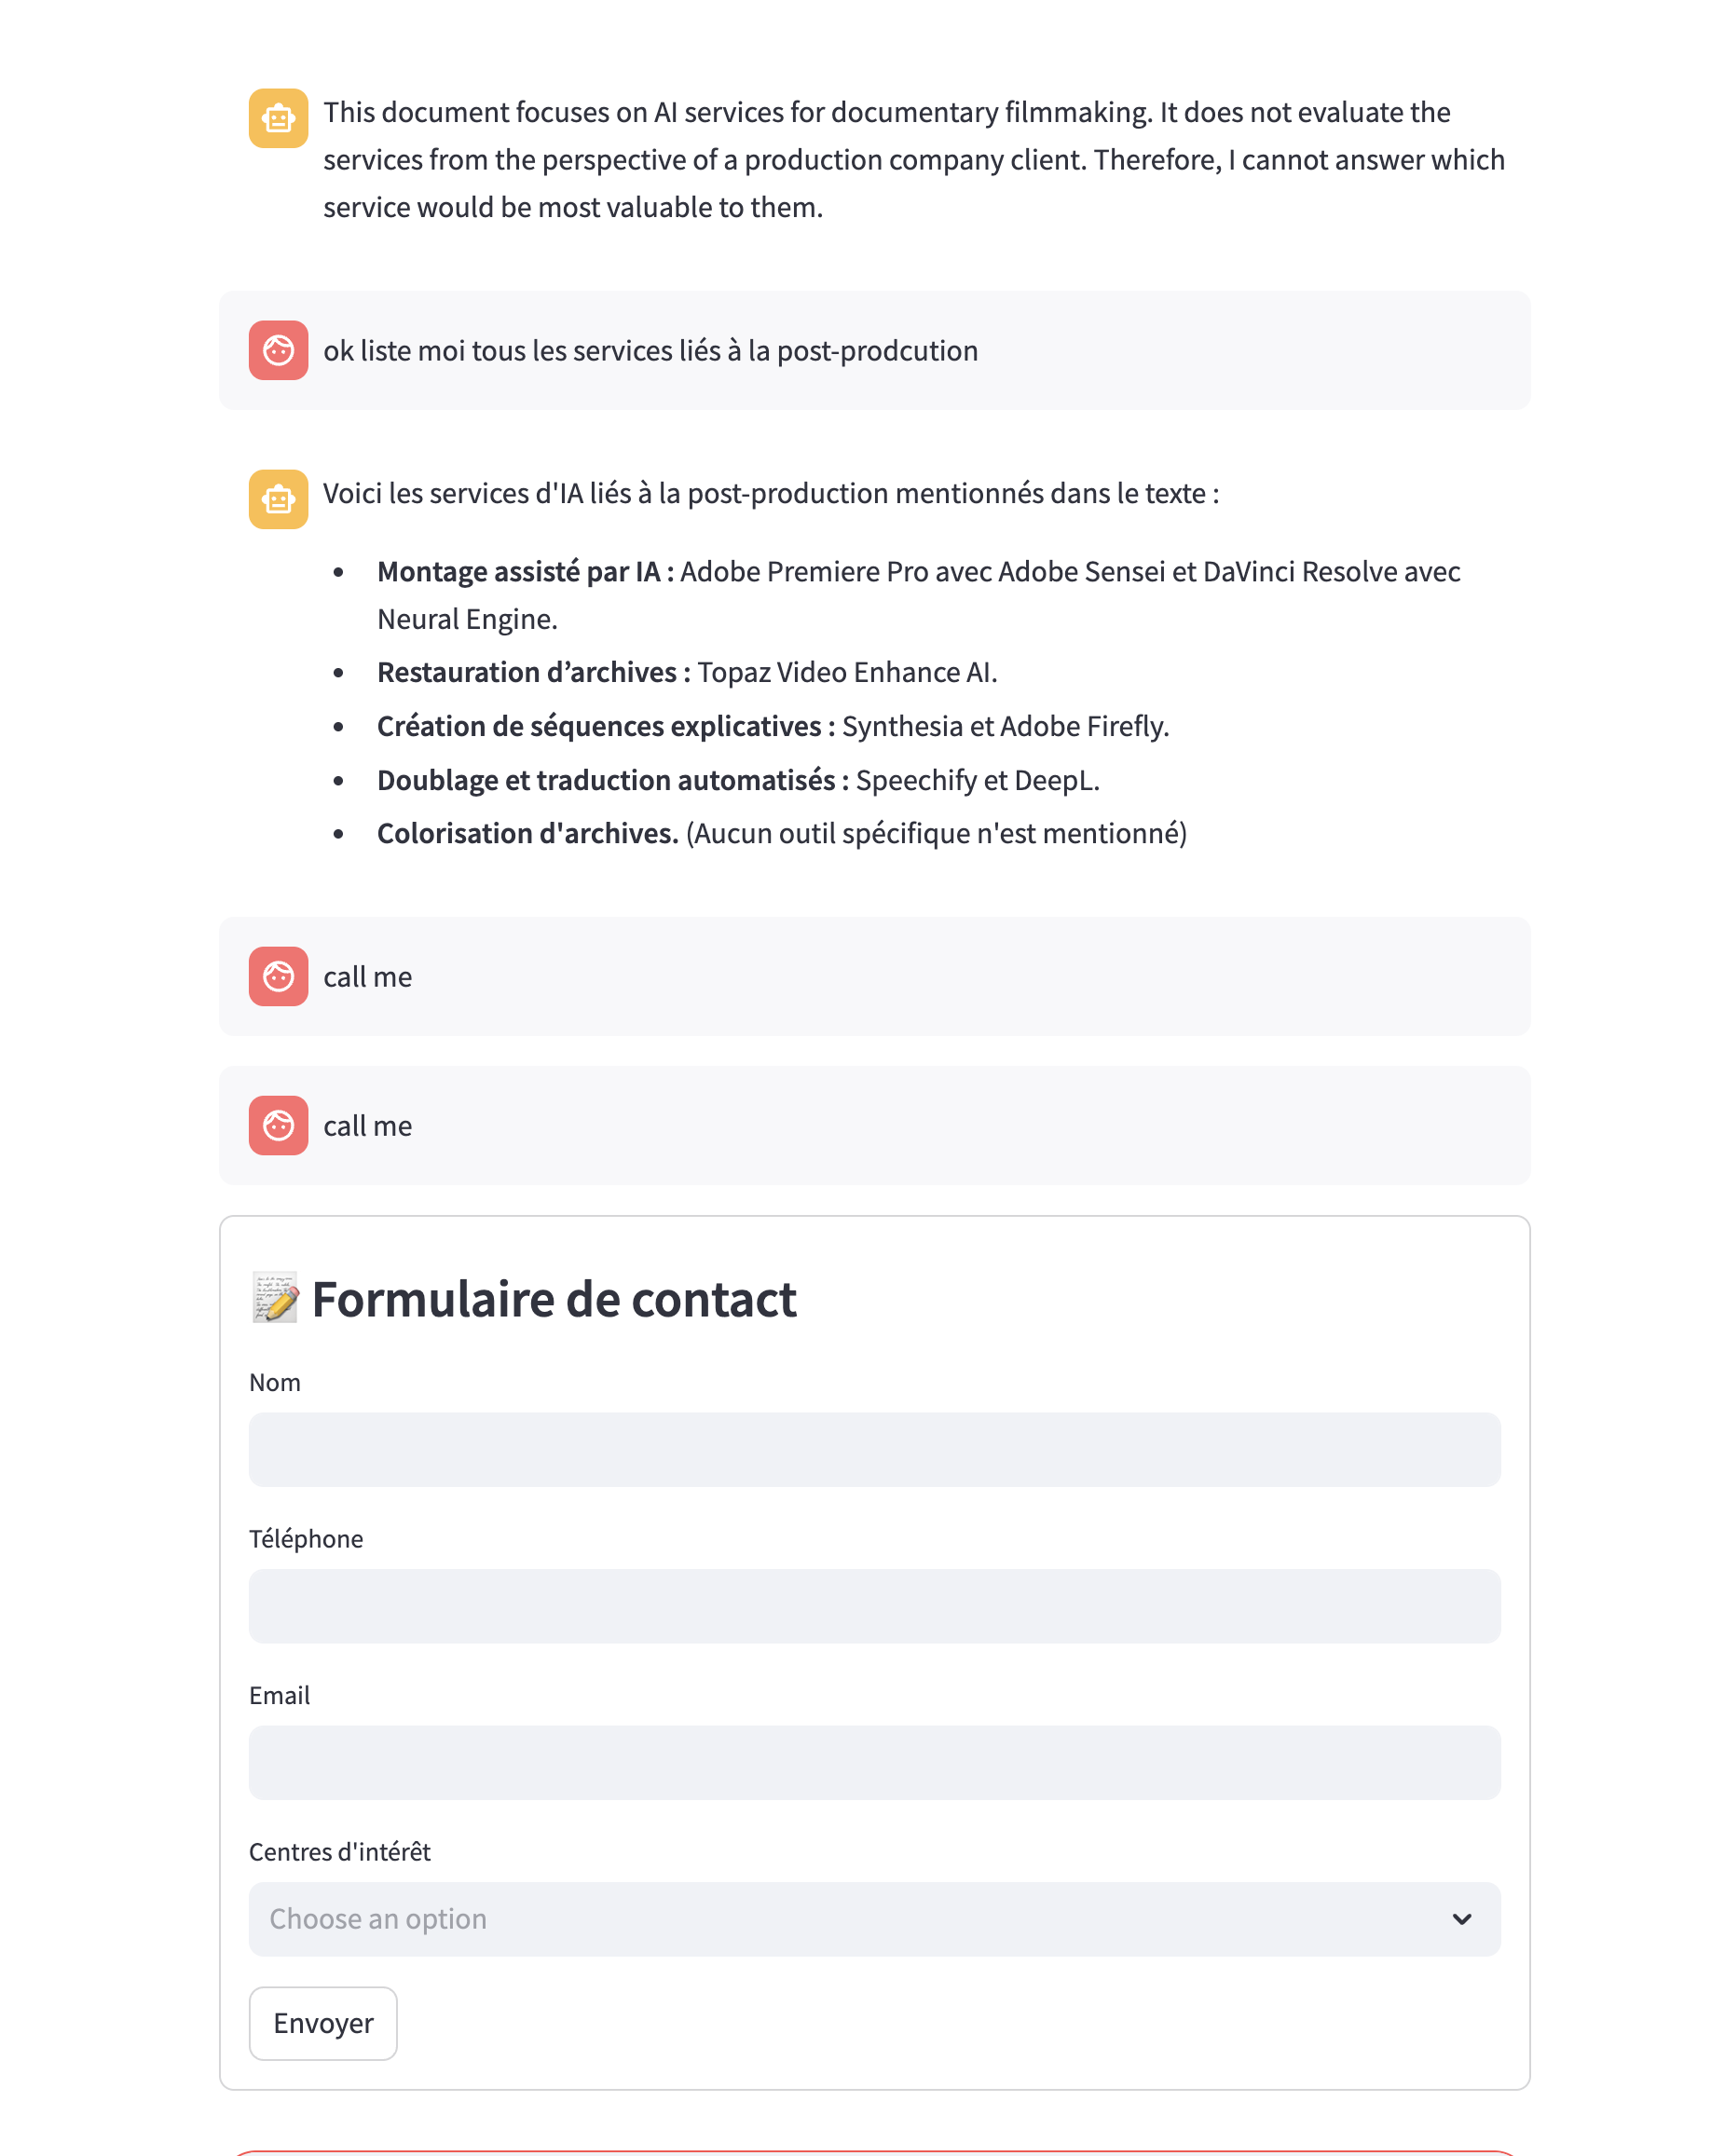 This document focuses on AI services for documentary filmmaking. It does not evaluate the
services from the perspective of a production company client. Therefore, I cannot answer which
service would be most valuable to them.
ok liste moi tous les services liés à la post-prodcution
Voici les services d'IA liés à la post-production mentionnés dans le texte :
• Montage assisté par IA : Adobe Premiere Pro avec Adobe Sensei et DaVinci Resolve avec
Neural Engine.
• Restauration d’archives : Topaz Video Enhance AI.
• Création de séquences explicatives : Synthesia et Adobe Firefly.
• Doublage et traduction automatisés : Speechify et DeepL.
• Colorisation d'archives. (Aucun outil spécifique n'est mentionné)
call me
call me
📝 Formulaire de contact
Nom
Téléphone
Email
Centres d'intérêt
Choose an option
Envoyer